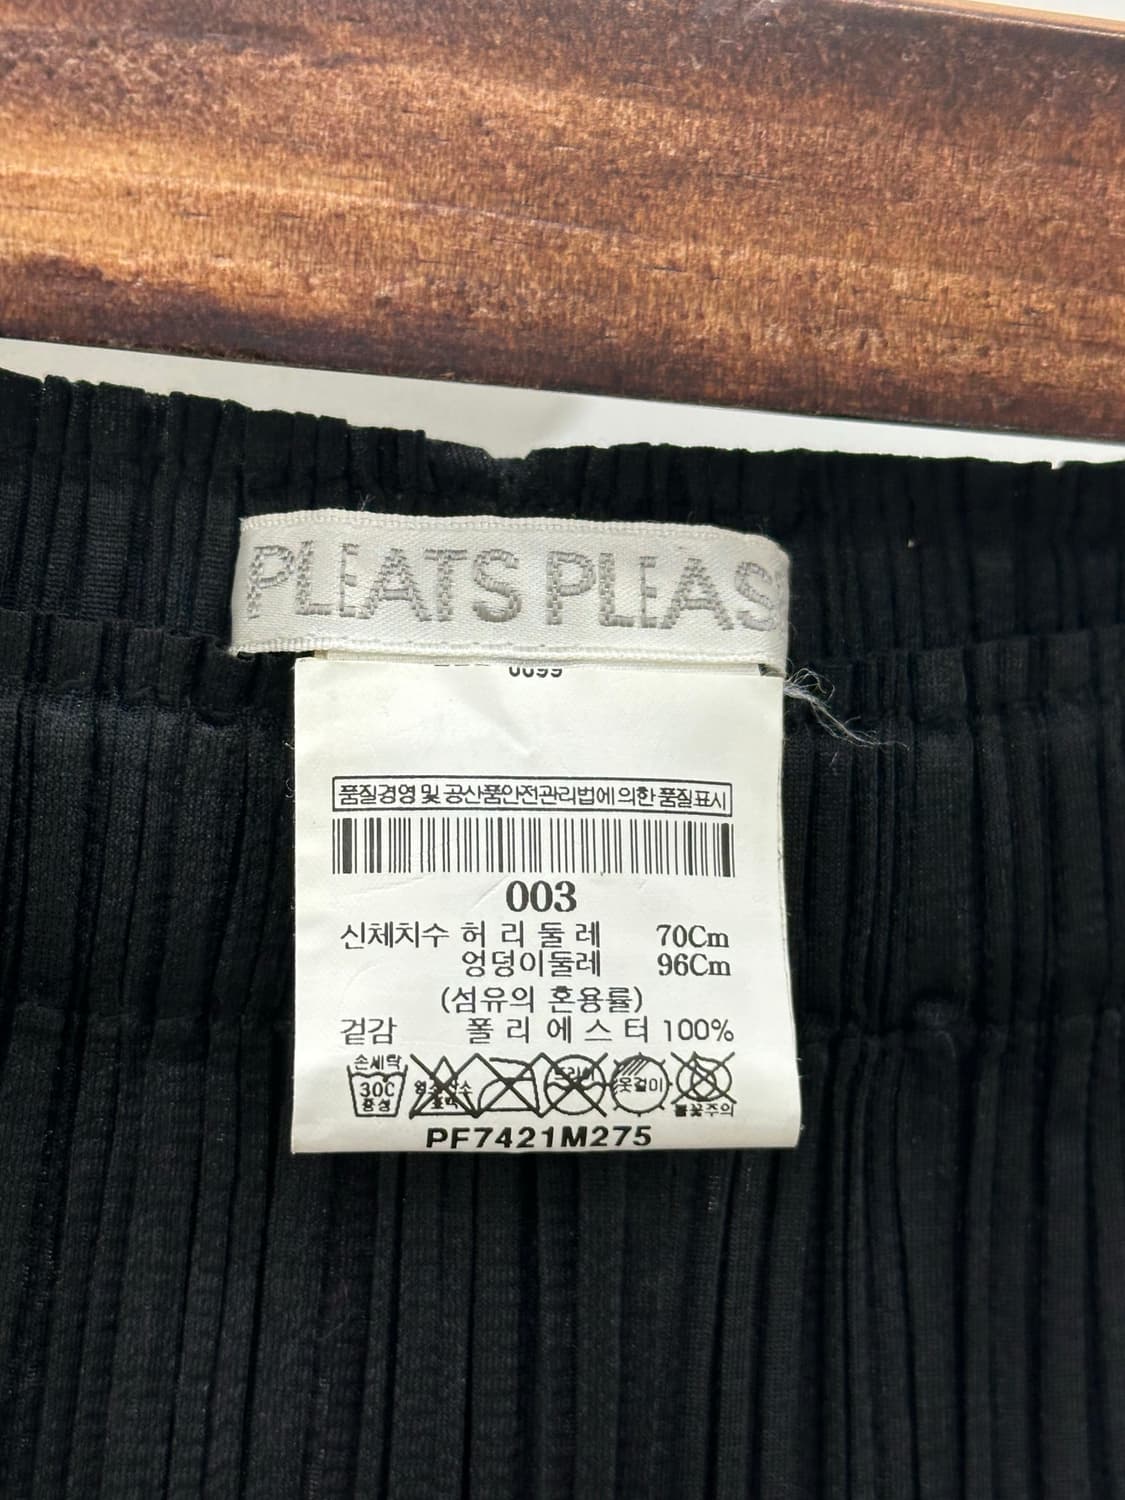 PLEATS PLEAS
0099
품질경영 및 공산품안전관리법에 의한 품질표시
003
신체치수 허 리 둘 레 70Cm
엉덩이둘레 96Cm
(섬유의 혼용률)
겉감 폴 리 에 스 터 100%
손세탁
30C 중성 드라이 옷걸이 불꽃주의
PF7421M275